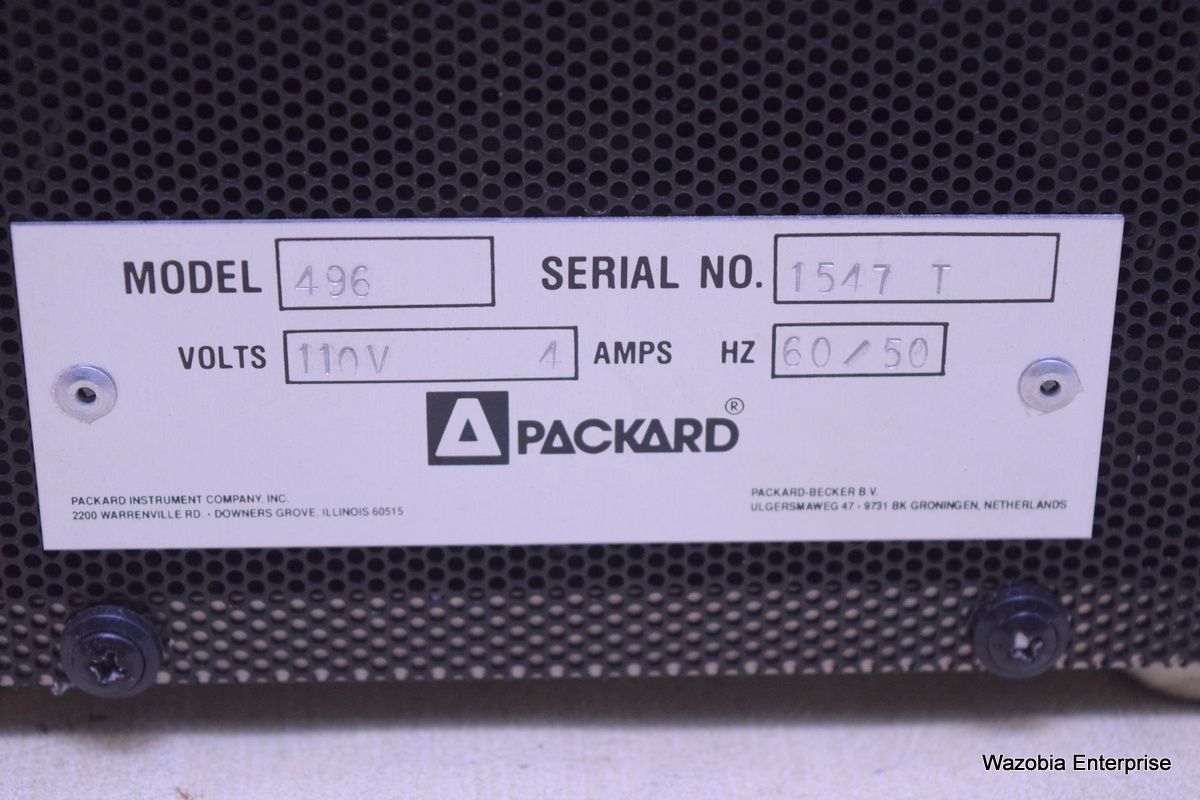 MODEL 496 SERIAL NO. 1547 T
VOLTS 110V 4 AMPS HZ 60/50
PACKARD®
PACKARD INSTRUMENT COMPANY, INC.
2200 WARRENVILLE RD. • DOWNERS GROVE, ILLINOIS 60515
PACKARD-BECKER B.V.
ULGERSMAWEG 47 • 9731 BK GRONINGEN, NETHERLANDS
Wazobia Enterprise